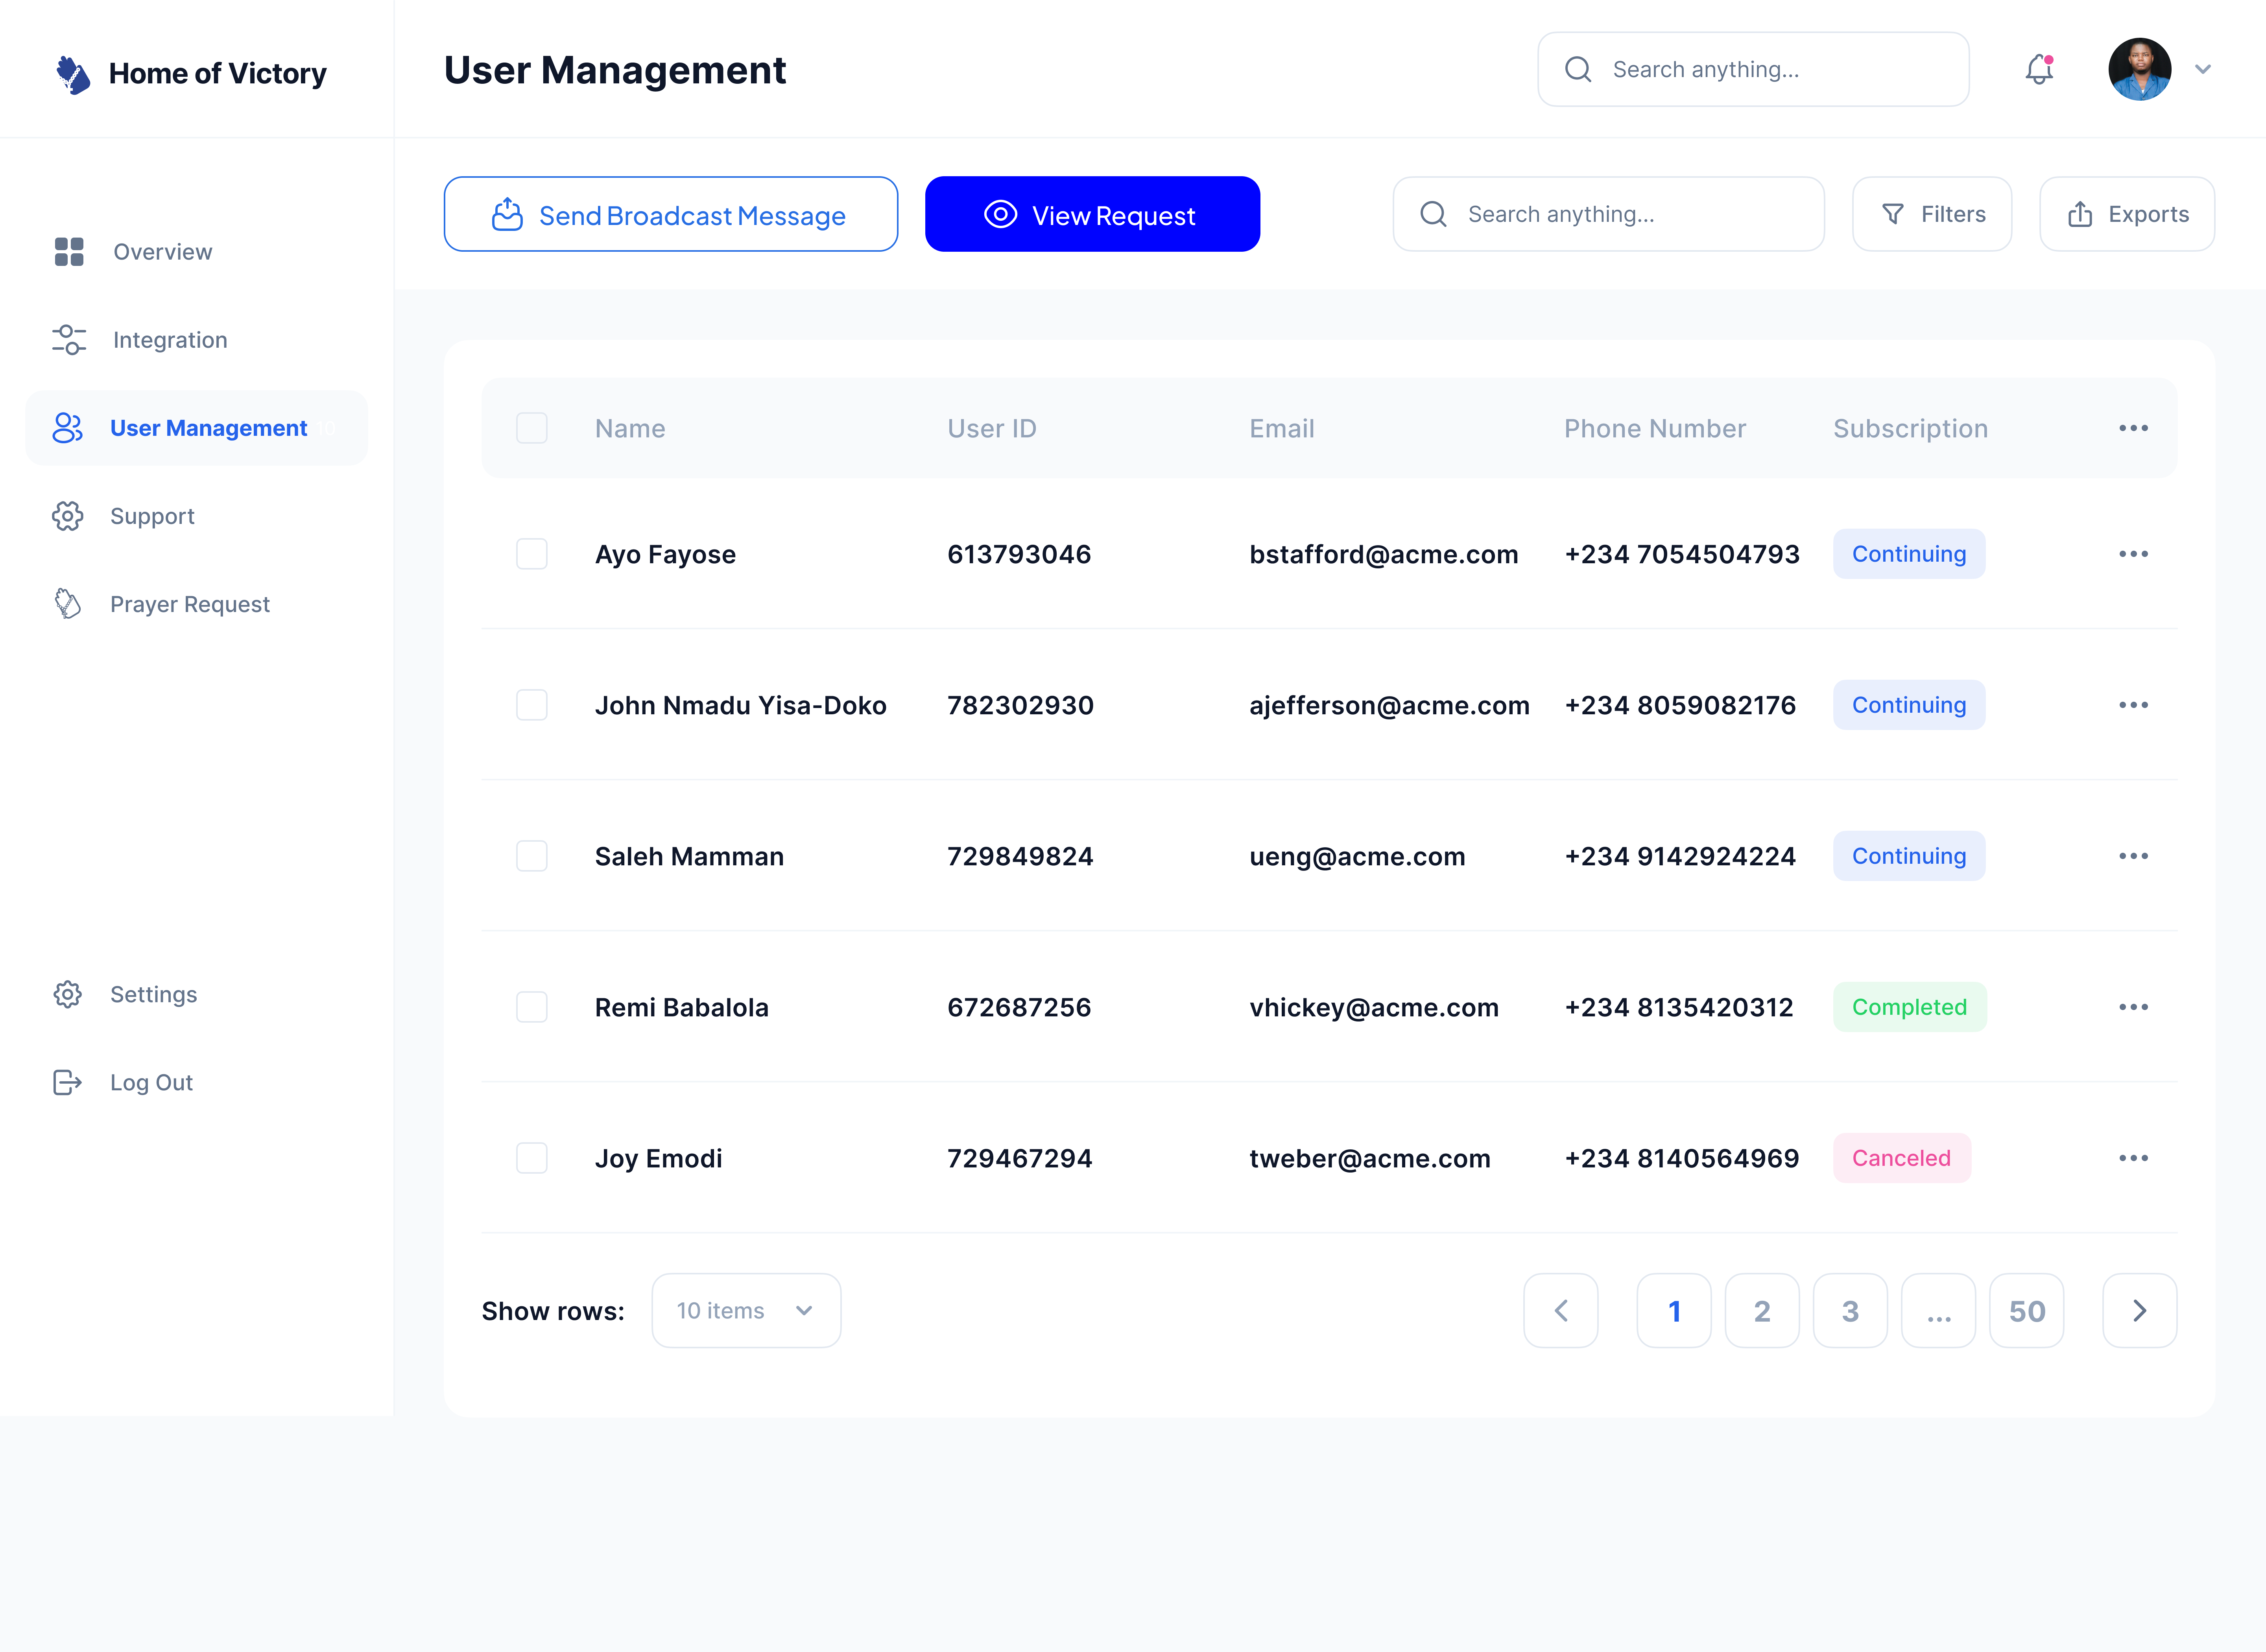 Home of Victory
User Management
Search anything...
Send Broadcast Message
View Request
Search anything...
Filters
Exports
Overview
Integration
User Management 10
Support
Prayer Request
Settings
Log Out
Name User ID Email Phone Number Subscription
Ayo Fayose 613793046 bstafford@acme.com +234 7054504793 Continuing
John Nmadu Yisa-Doko 782302930 ajefferson@acme.com +234 8059082176 Continuing
Saleh Mamman 729849824 ueng@acme.com +234 9142924224 Continuing
Remi Babalola 672687256 vhickey@acme.com +234 8135420312 Completed
Joy Emodi 729467294 tweber@acme.com +234 8140564969 Canceled
Show rows: 10 items 1 2 3 ... 50